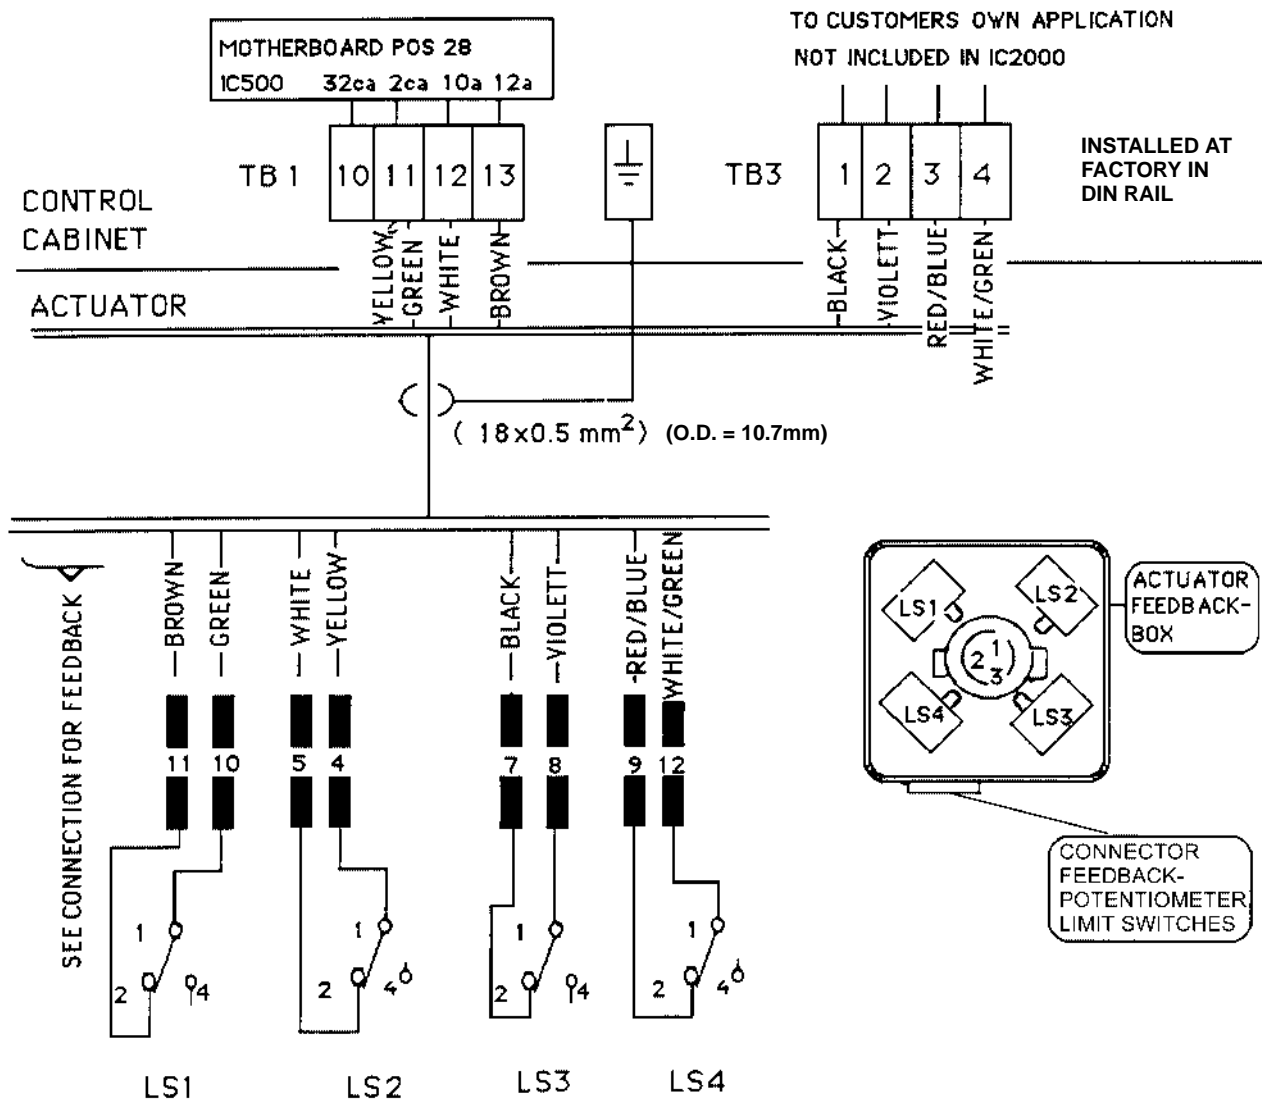 TO CUSTOMERS OWN APPLICATION
NOT INCLUDED IN IC2000
MOTHERBOARD POS 28
IC500 32ca 2ca 10a 12a
TB 1 10 11 12 13
TB3 1 2 3 4
INSTALLED AT
FACTORY IN
DIN RAIL
CONTROL
CABINET
YELLOW
GREEN
WHITE
BROWN
BLACK
VIOLETT
RED/BLUE
WHITE/GREN
ACTUATOR
( 18x0.5 mm²) (O.D. = 10.7mm)
SEE CONNECTION FOR FEEDBACK
BROWN
GREEN
WHITE
YELLOW
BLACK
VIOLETT
RED/BLUE
WHITE/GREEN
11 10 5 4 7 8 9 12
1 2 4
1 2 4
1 2 4
1 2 4
LS1 LS2 LS3 LS4
LS1 LS2
1
2
3
LS4 LS3
ACTUATOR
FEEDBACK-
BOX
CONNECTOR
FEEDBACK-
POTENTIOMETER
LIMIT SWITCHES